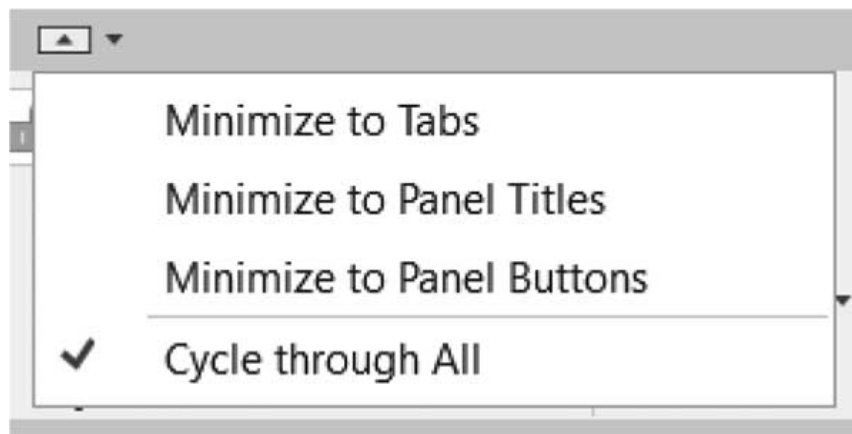 Minimize to Tabs
Minimize to Panel Titles
Minimize to Panel Buttons
Cycle through All